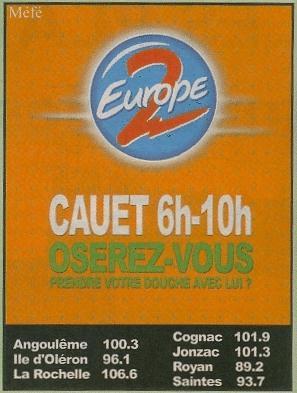 Méfé
Europe
2
CAUET 6h-10h
OSEREZ-VOUS
PRENDRE VOTRE DOUCHE AVEC LUI ?
Angoulême 100.3
Ile d'Oléron 96.1
La Rochelle 106.6
Cognac 101.9
Jonzac 101.3
Royan 89.2
Saintes 93.7